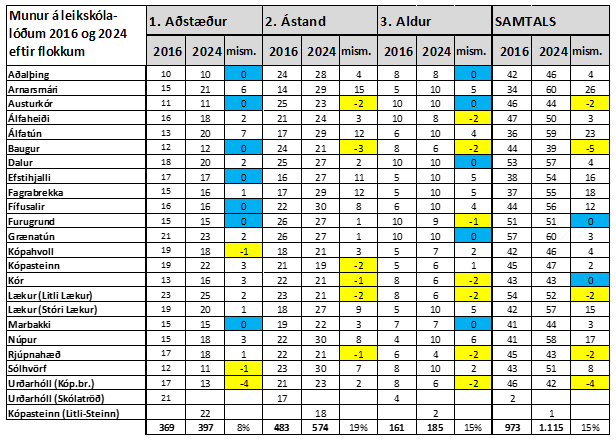 Munur á leikskóla- 1. Aðstæður 2. Ástand 3. Aldur SAMTALS
lóðum 2016 og 2024
eftir flokkum 2016 2024 mism. 2016 2024 mism. 2016 2024 mism. 2016 2024 mism.
Aðalþing 10 10 0 24 28 4 8 8 0 42 46 4
Arnarsmári 15 21 6 14 29 15 5 10 5 34 60 26
Austurkór 11 11 0 25 23 -2 10 10 0 46 44 -2
Álfaheiði 16 18 2 21 24 3 10 8 -2 47 50 3
Álfatún 13 20 7 17 29 12 6 10 4 36 59 23
Baugur 12 12 0 24 21 -3 8 6 -2 44 39 -5
Dalur 18 20 2 25 27 2 10 10 0 53 57 4
Efstihjalli 17 17 0 16 27 11 5 10 5 38 54 16
Fagrabrekka 15 16 1 17 29 12 5 10 5 37 55 18
Fífusalir 16 16 0 22 30 8 6 10 4 44 56 12
Furugrund 15 15 0 26 27 1 10 9 -1 51 51 0
Grænatún 21 23 2 26 27 1 10 10 0 57 60 3
Kópahvoll 19 18 -1 18 21 3 5 7 2 42 46 4
Kópasteinn 19 22 3 21 19 -2 5 6 1 45 47 2
Kór 13 16 3 22 21 -1 8 6 -2 43 43 0
Lækur (Litli Lækur) 23 25 2 23 21 -2 8 6 -2 54 52 -2
Lækur (Stóri Lækur) 19 20 1 18 27 9 5 10 5 42 57 15
Marbakki 15 15 0 19 22 3 7 7 0 41 44 3
Núpur 15 18 3 22 30 8 4 10 6 41 58 17
Rjúpnahæð 17 18 1 22 21 -1 6 4 -2 45 43 -2
Sólhvörf 12 11 -1 23 30 7 8 10 2 43 51 8
Urðarhóll (Kóp.br.) 17 13 -4 21 23 2 8 6 -2 46 42 -4
Urðarhóll (Skólatröð) 21 17 4 2
Kópasteinn (Litli-Steinn) 22 18 2 1
369 397 8% 483 574 19% 161 185 15% 973 1.115 15%